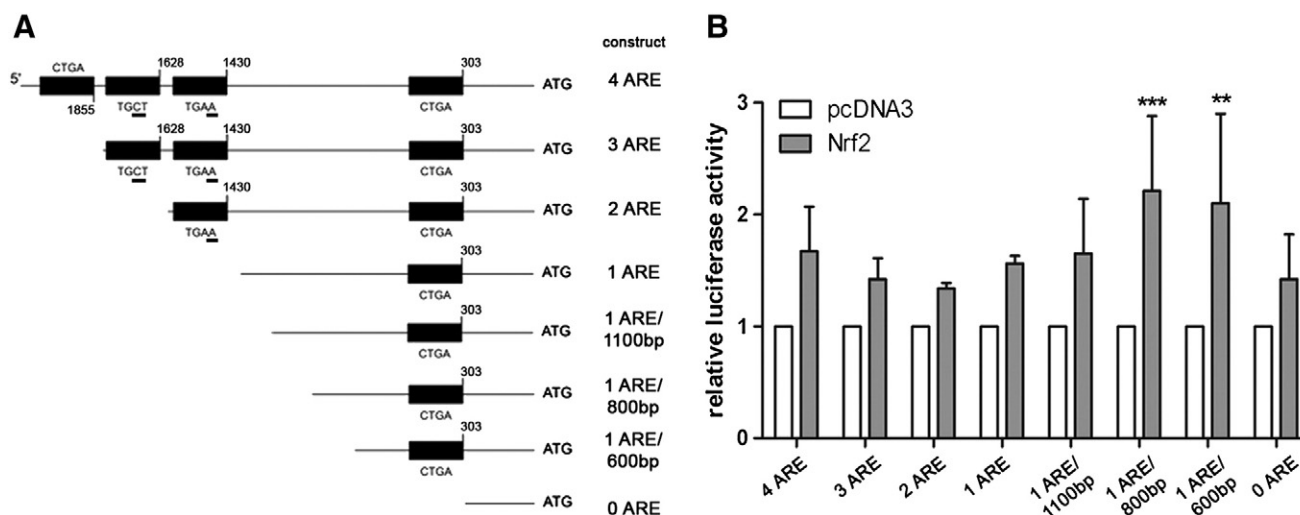 A
construct
5'
CTGA
1855
1628
1430
303
ATG
4 ARE
TGCT
TGAA
CTGA
1628
1430
303
ATG
3 ARE
TGCT
TGAA
CTGA
1430
303
ATG
2 ARE
TGAA
CTGA
303
ATG
1 ARE
CTGA
303
ATG
1 ARE/
1100bp
CTGA
303
ATG
1 ARE/
800bp
CTGA
303
ATG
1 ARE/
600bp
CTGA
ATG
0 ARE
B
relative luciferase activity
3
2
1
0
pcDNA3
Nrf2
***
**
4 ARE
3 ARE
2 ARE
1 ARE
1 ARE/
1100bp
1 ARE/
800bp
1 ARE/
600bp
0 ARE